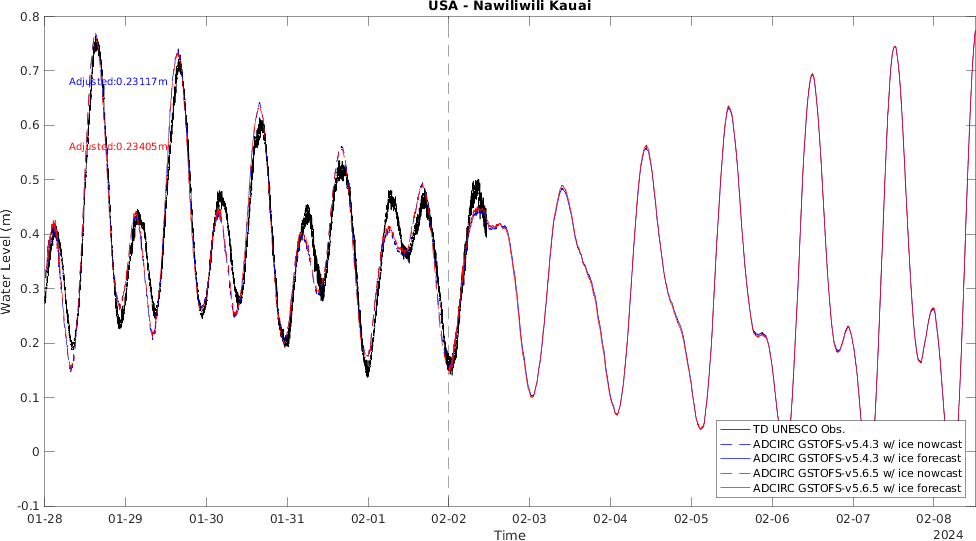 USA - Nawiliwili Kauai
0.8
0.7
0.6
0.5
0.4
0.3
0.2
0.1
0
-0.1
Water Level (m)
Adjusted:0.23117m
Adjusted:0.23405m
TD UNESCO Obs.
ADCIRC GSTOFS-v5.4.3 w/ ice nowcast
ADCIRC GSTOFS-v5.4.3 w/ ice forecast
ADCIRC GSTOFS-v5.6.5 w/ ice nowcast
ADCIRC GSTOFS-v5.6.5 w/ ice forecast
01-28 01-29 01-30 01-31 02-01 02-02 02-03 02-04 02-05 02-06 02-07 02-08
Time
2024